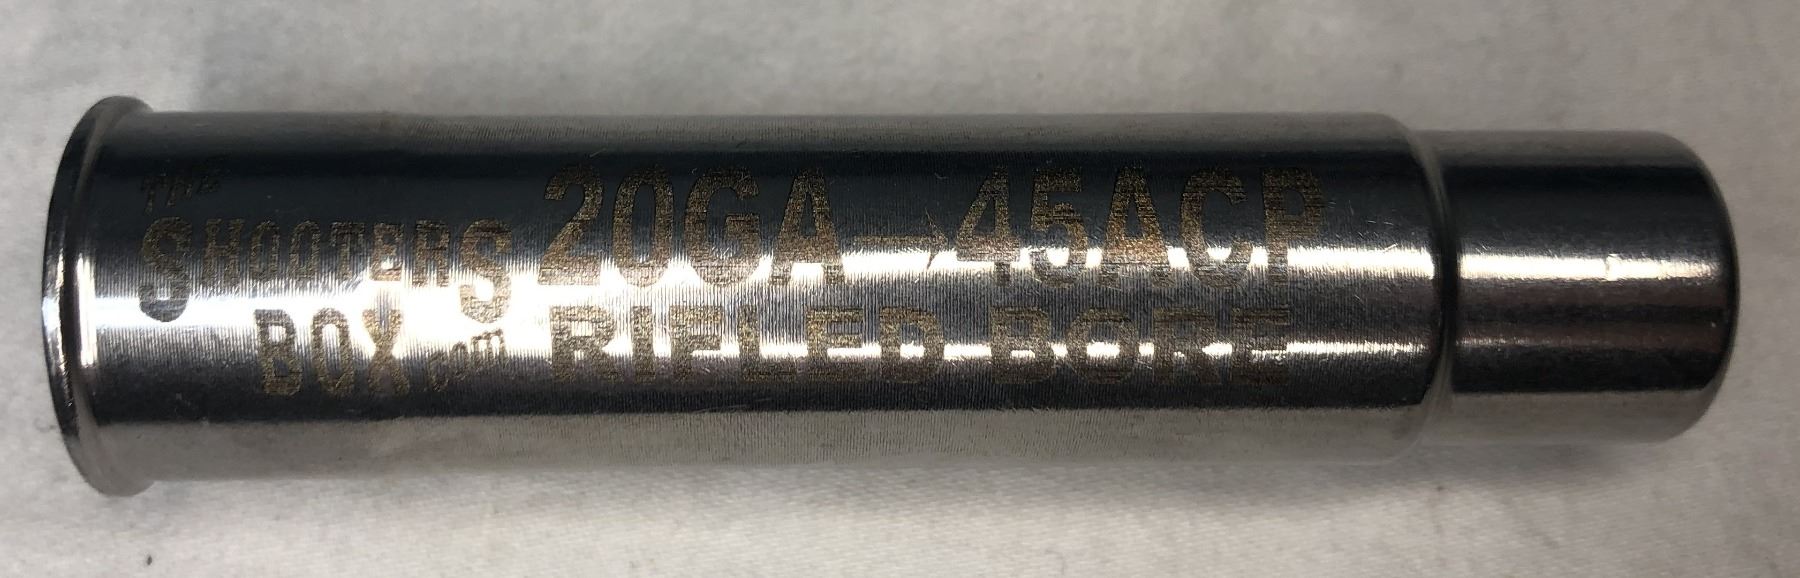 THE
SHOOTERS
BOX.com
20GA→45ACP
RIFLED BORE